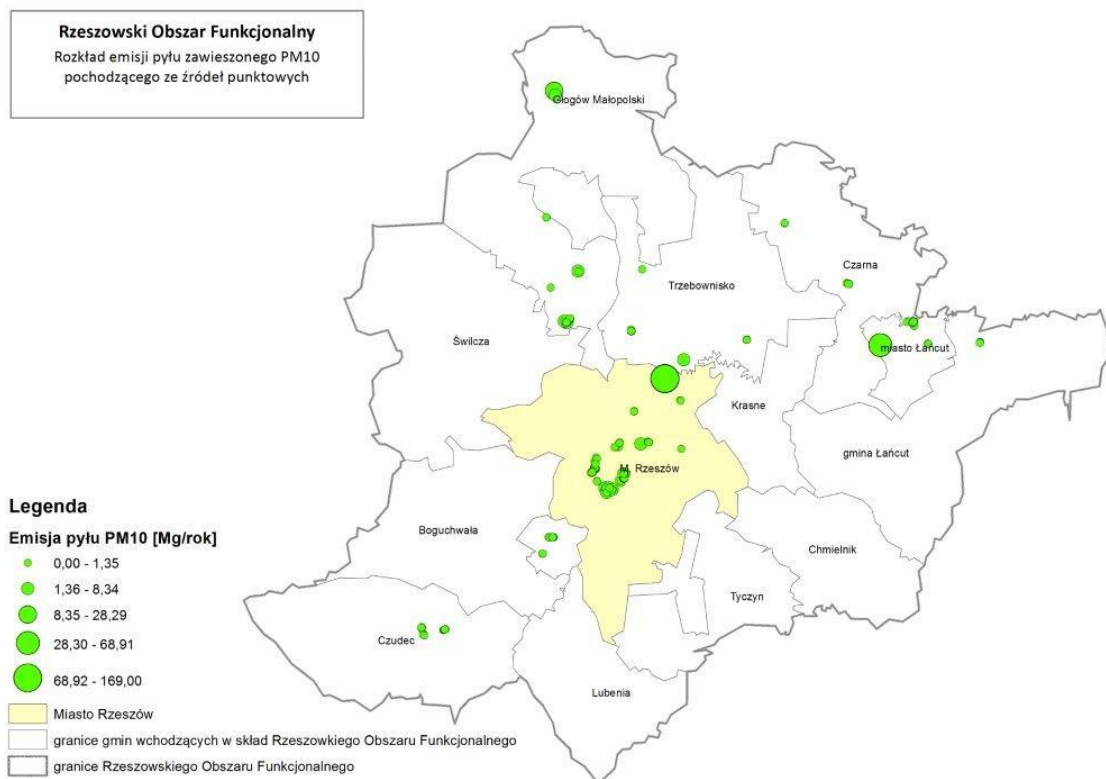 Rzeszowski Obszar Funkcjonalny
Rozkład emisji pyłu zawieszonego PM10
pochodzącego ze źródeł punktowych
Głogów Małopolski
Czarna
Trzebownisko
Świlcza
miasto Łańcut
Krasne
gmina Łańcut
M. Rzeszów
Boguchwała
Chmielnik
Tyczyn
Czudec
Lubenia
Legenda
Emisja pyłu PM10 [Mg/rok]
0,00 - 1,35
1,36 - 8,34
8,35 - 28,29
28,30 - 68,91
68,92 - 169,00
Miasto Rzeszów
granice gmin wchodzących w skład Rzeszowkiego Obszaru Funkcjonalnego
granice Rzeszowskiego Obszaru Funkcjonalnego